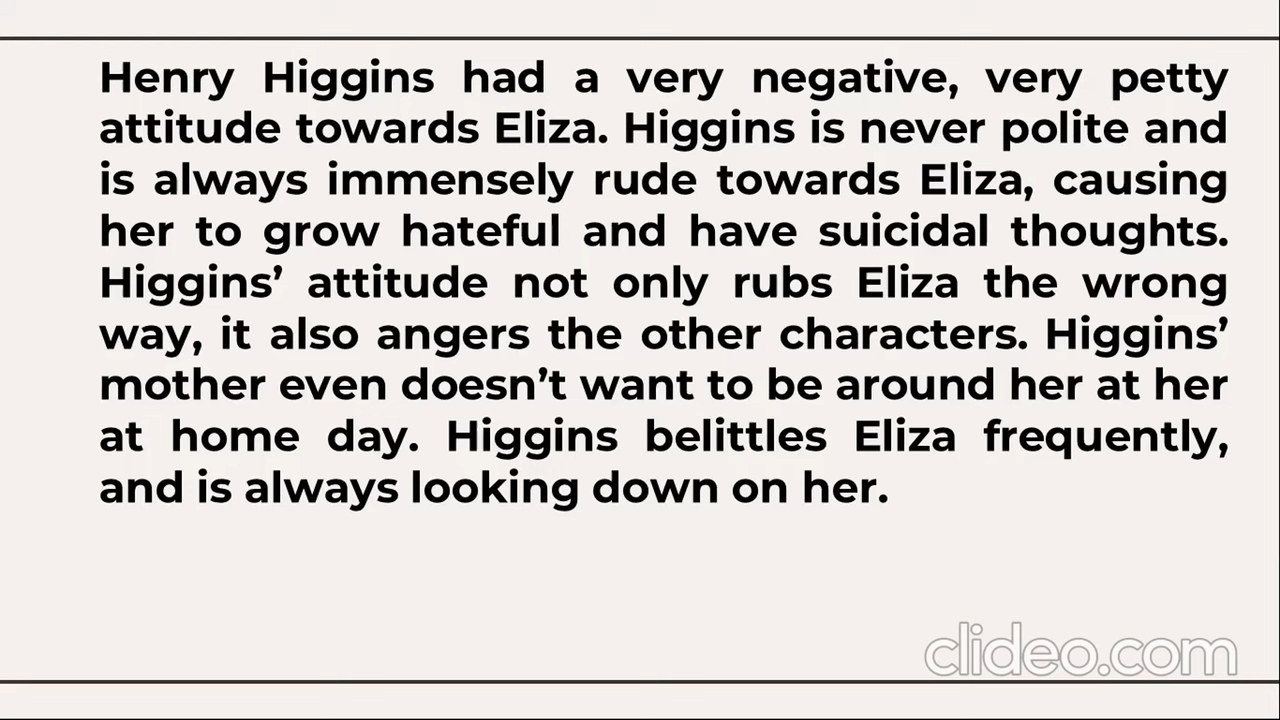 Henry Higgins had a very negative, very petty
attitude towards Eliza. Higgins is never polite and
is always immensely rude towards Eliza, causing
her to grow hateful and have suicidal thoughts.
Higgins’ attitude not only rubs Eliza the wrong
way, it also angers the other characters. Higgins’
mother even doesn’t want to be around her at her
at home day. Higgins belittles Eliza frequently,
and is always looking down on her.
clideo.com